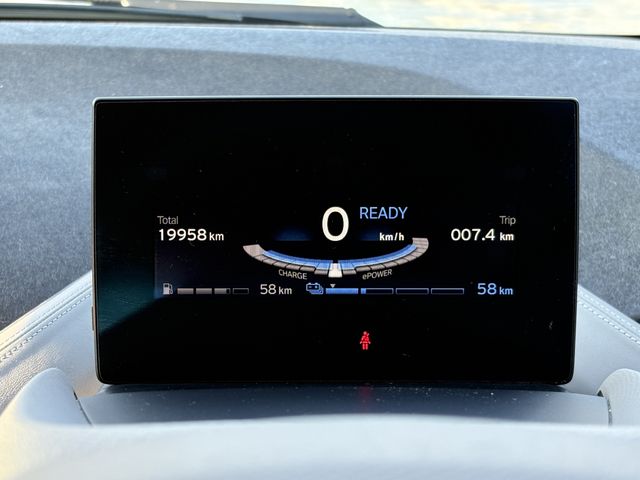 Total
19958 km
0 READY
km/h
Trip
007.4 km
CHARGE
ePOWER
58 km
58 km